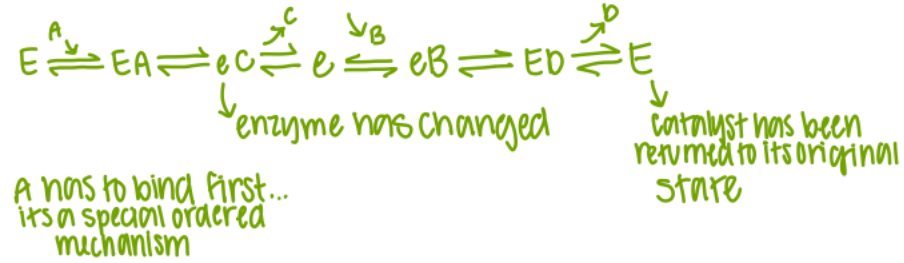 A C B D
E ⇌ EA ⇌ eC ⇌ e ⇌ eB ⇌ ED ⇌ E
enzyme has changed
catalyst has been
returned to its original
state
A has to bind first...
its a special ordered
mechanism